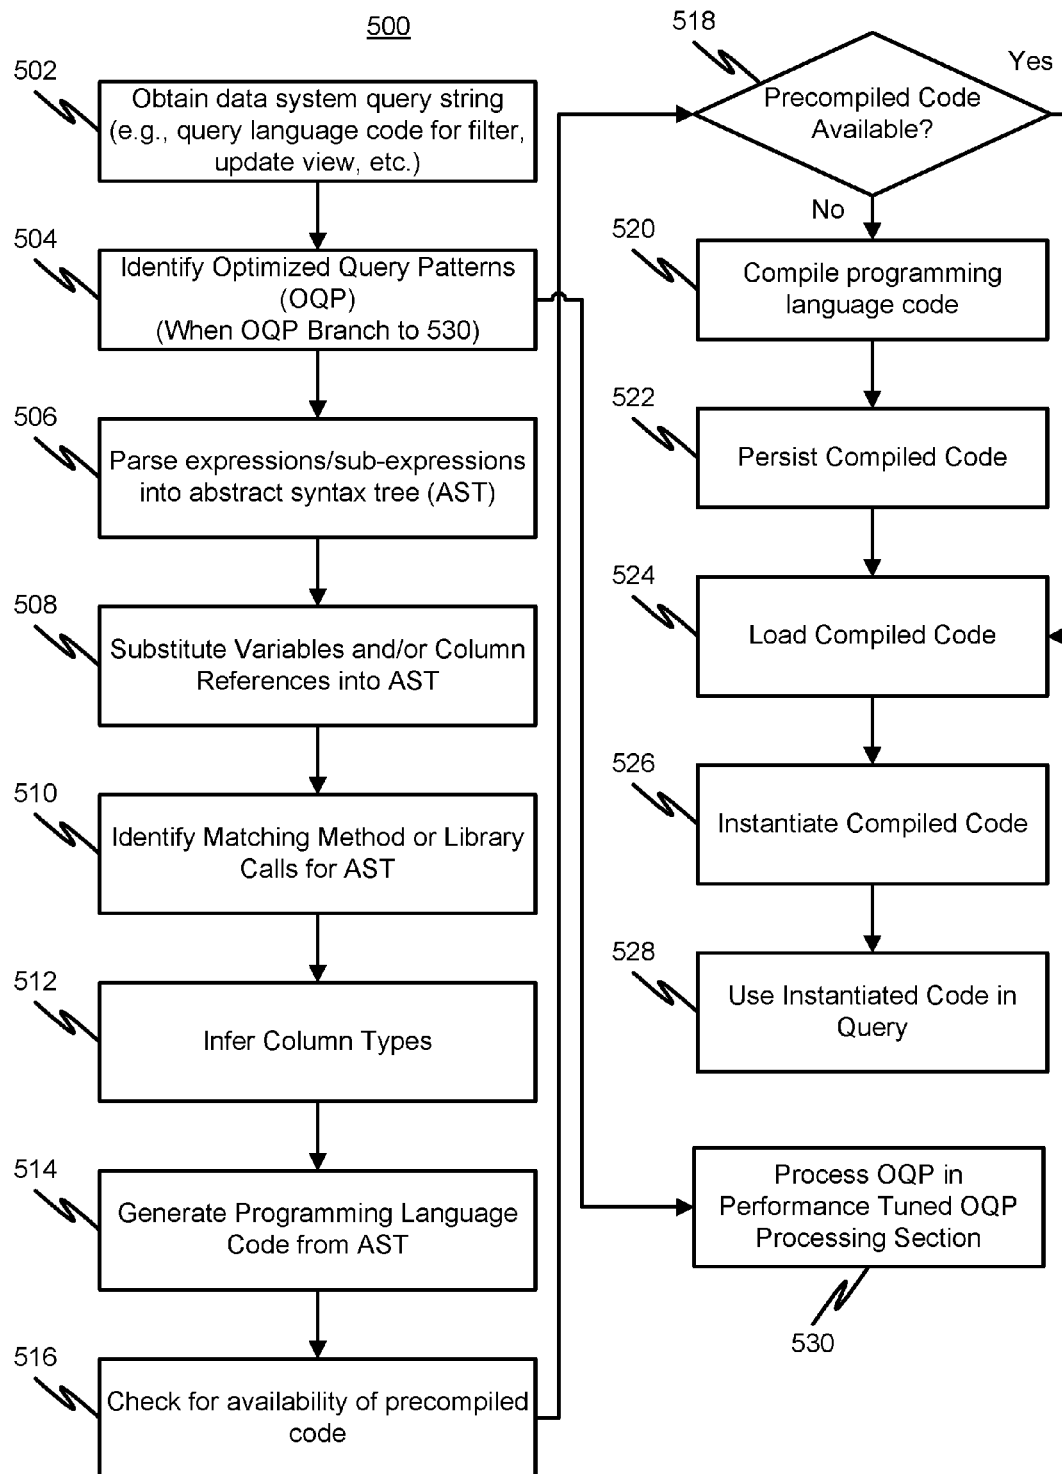 500
502
Obtain data system query string
(e.g., query language code for filter,
update view, etc.)
504
Identify Optimized Query Patterns
(OQP)
(When OQP Branch to 530)
506
Parse expressions/sub-expressions
into abstract syntax tree (AST)
508
Substitute Variables and/or Column
References into AST
510
Identify Matching Method or Library
Calls for AST
512
Infer Column Types
514
Generate Programming Language
Code from AST
516
Check for availability of precompiled
code
518
Precompiled Code
Available?
Yes
No
520
Compile programming
language code
522
Persist Compiled Code
524
Load Compiled Code
526
Instantiate Compiled Code
528
Use Instantiated Code in
Query
Process OQP in
Performance Tuned OQP
Processing Section
530